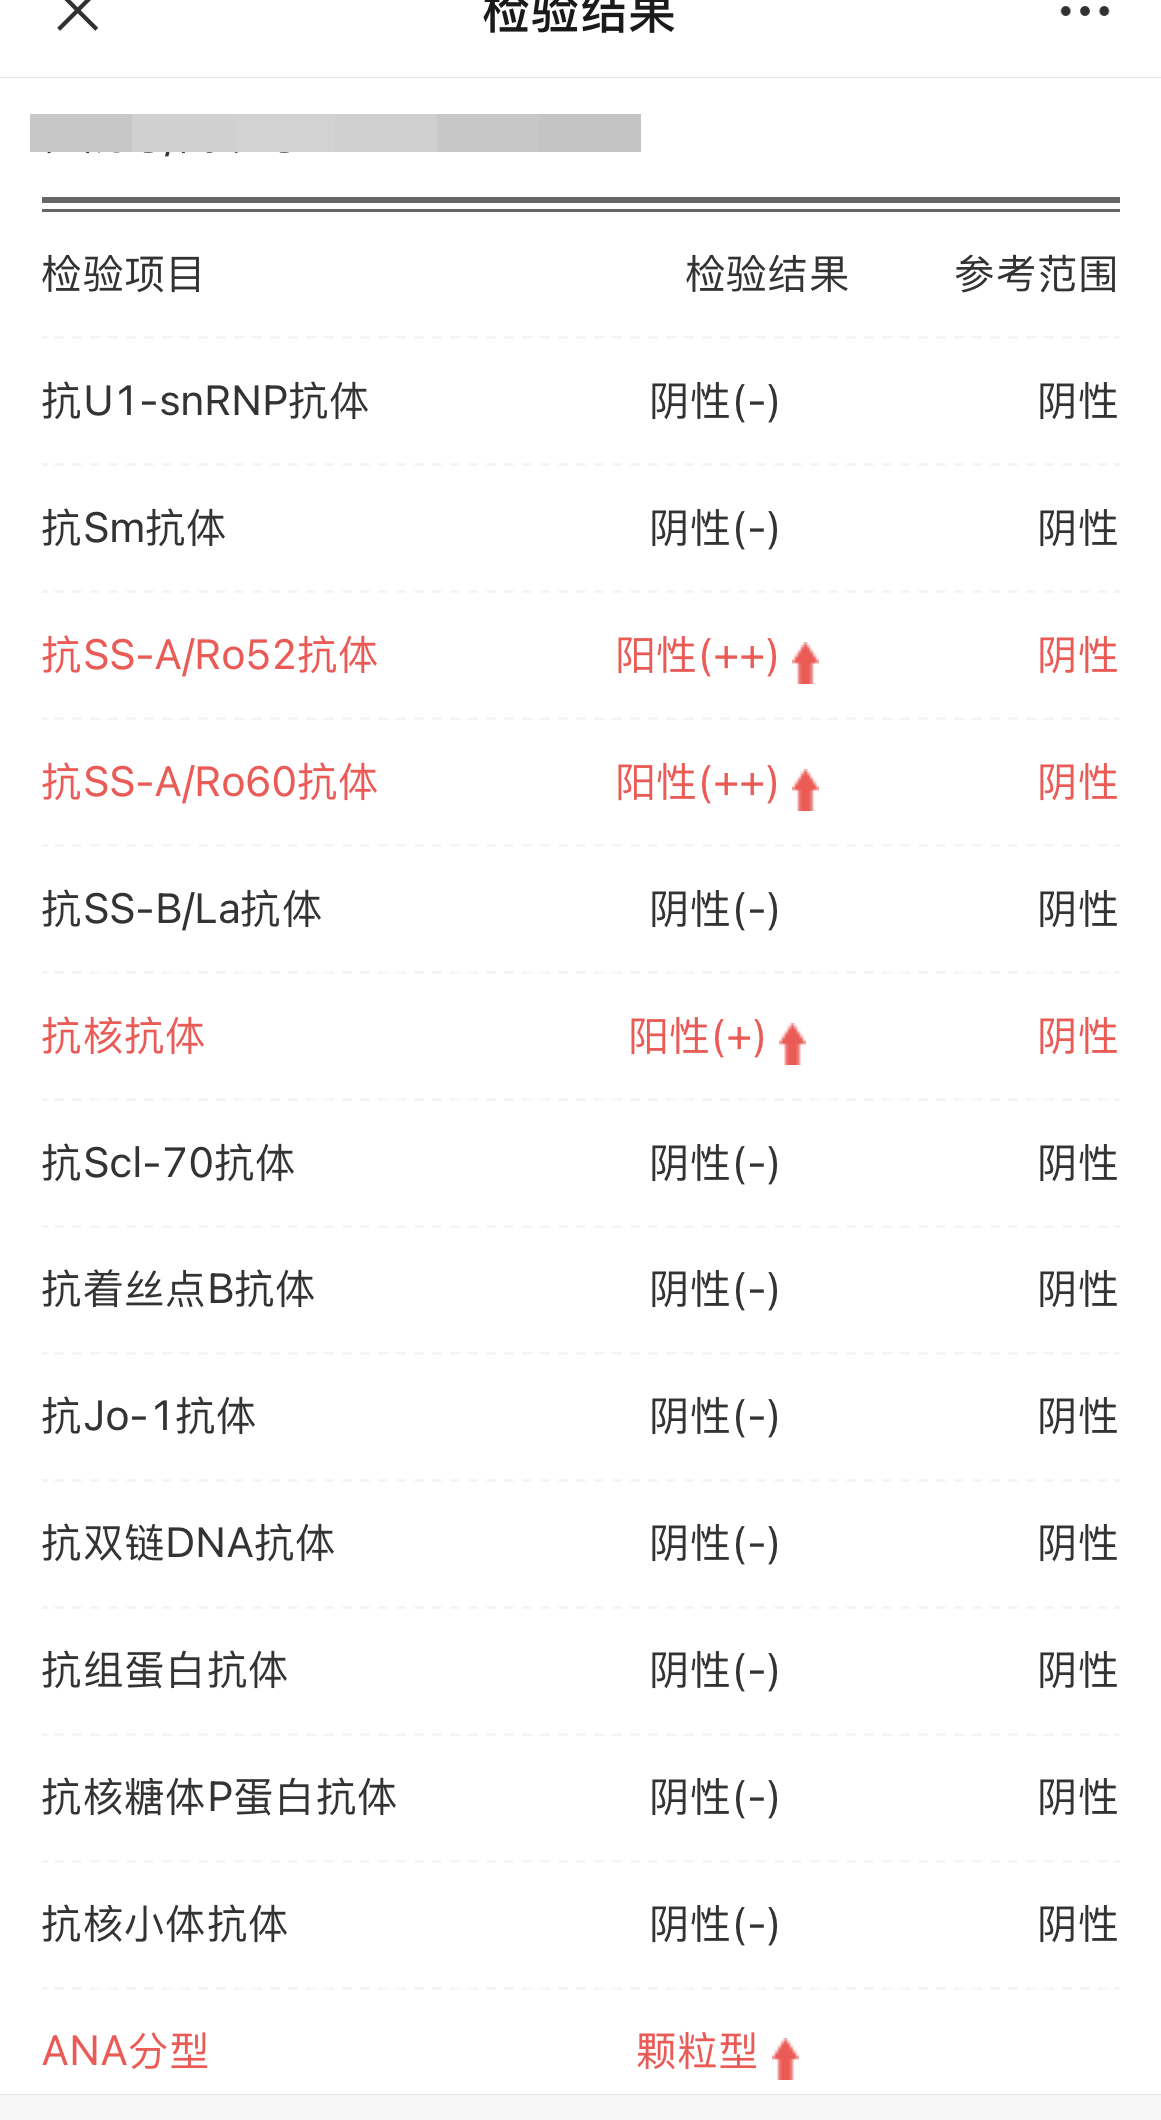 检验结果
检验项目 检验结果 参考范围
抗U1-snRNP抗体 阴性(-) 阴性
抗Sm抗体 阴性(-) 阴性
抗SS-A/Ro52抗体 阳性(++) 阴性
抗SS-A/Ro60抗体 阳性(++) 阴性
抗SS-B/La抗体 阴性(-) 阴性
抗核抗体 阳性(+) 阴性
抗Scl-70抗体 阴性(-) 阴性
抗着丝点B抗体 阴性(-) 阴性
抗Jo-1抗体 阴性(-) 阴性
抗双链DNA抗体 阴性(-) 阴性
抗组蛋白抗体 阴性(-) 阴性
抗核糖体P蛋白抗体 阴性(-) 阴性
抗核小体抗体 阴性(-) 阴性
ANA分型 颗粒型